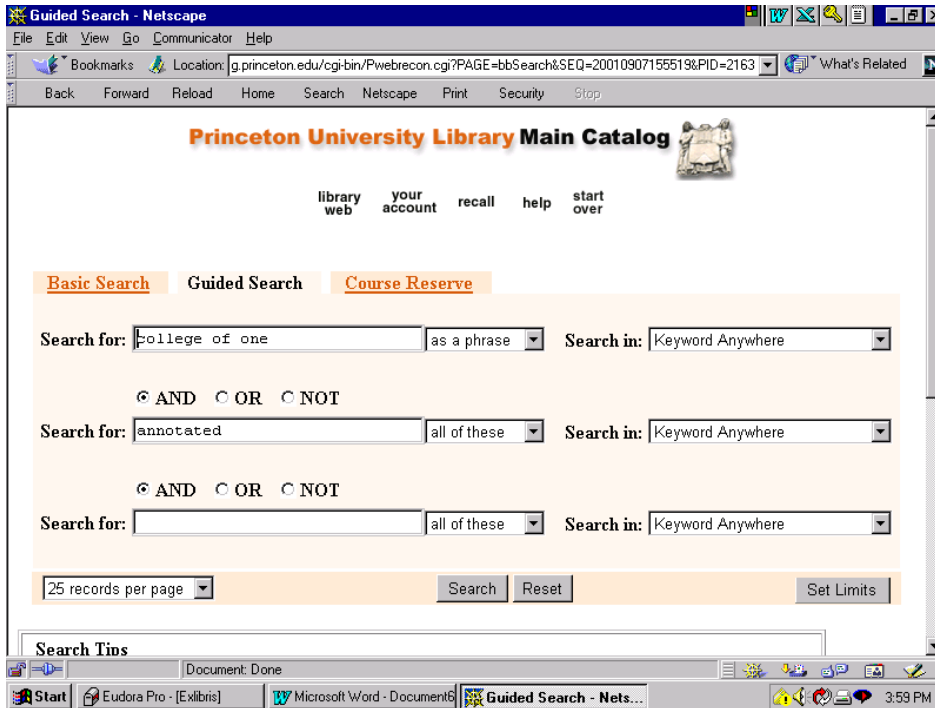 Guided Search - Netscape
File Edit View Go Communicator Help
Bookmarks Location: g.princeton.edu/cgi-bin/Pwebrecon.cgi?PAGE=bbSearch&SEQ=20010907155519&PID=2163 What's Related
Back Forward Reload Home Search Netscape Print Security Stop
Princeton University Library Main Catalog
library web your account recall help start over
Basic Search Guided Search Course Reserve
Search for: college of one as a phrase Search in: Keyword Anywhere
AND OR NOT
Search for: annotated all of these Search in: Keyword Anywhere
AND OR NOT
Search for: all of these Search in: Keyword Anywhere
25 records per page Search Reset Set Limits
Search Tips
Document: Done
Start Eudora Pro - [Exlibris] Microsoft Word - Document6 Guided Search - Nets... 3:59 PM